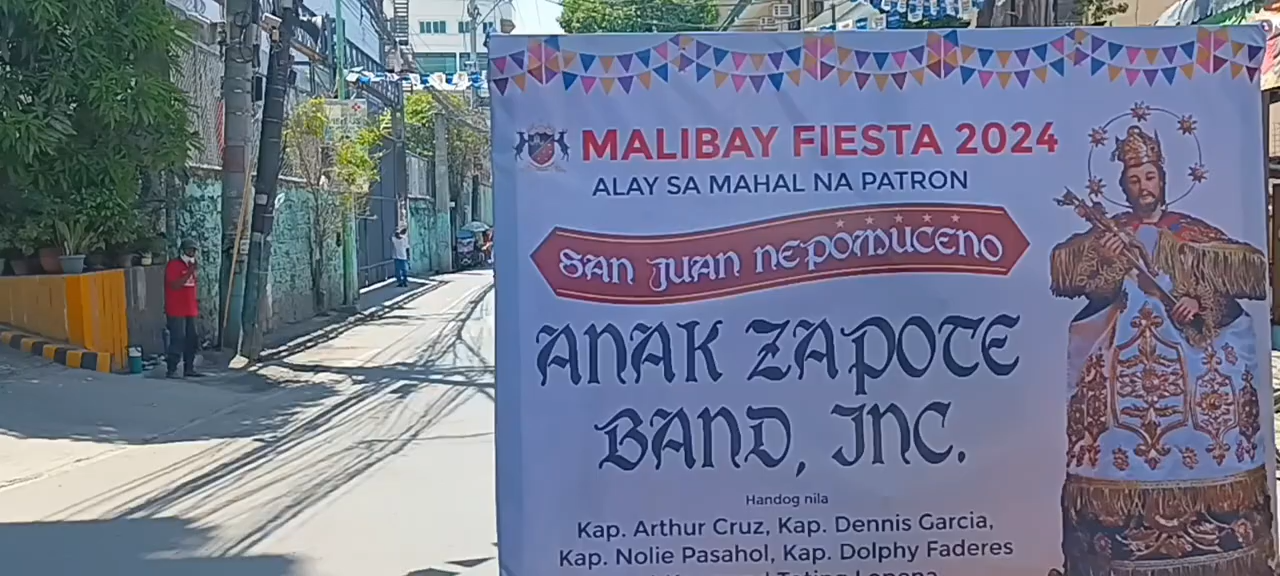 MALIBAY FIESTA 2024
ALAY SA MAHAL NA PATRON
SAN JUAN NEPOMUCENO
ANAK ZAPOTE
BAND, INC.
Handog nila
Kap. Arthur Cruz, Kap. Dennis Garcia,
Kap. Nolie Pasahol, Kap. Dolphy Faderes